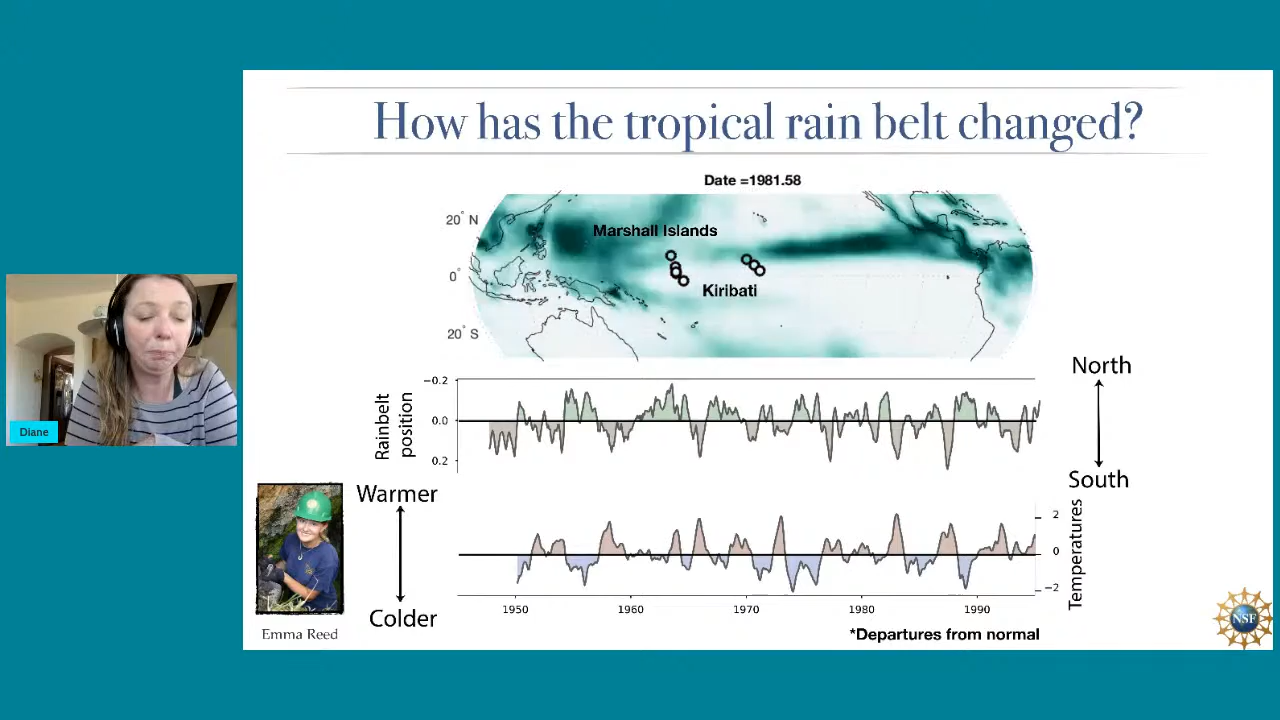 How has the tropical rain belt changed?
Date =1981.58
20° N
0°
20° S
Marshall Islands
Kiribati
North
South
Rainbelt
position
−0.2
0.0
0.2
Warmer
Colder
2
0
−2
Temperatures
1950
1960
1970
1980
1990
*Departures from normal
Emma Reed
NSF
Diane